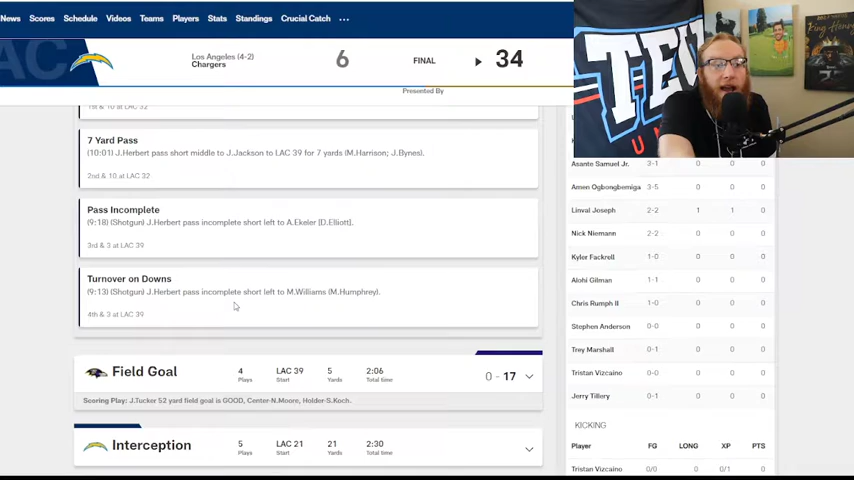 News Scores Schedule Videos Teams Players Stats Standings Crucial Catch ...
Los Angeles (4-2)
Chargers
6
FINAL
34
Presented By
LAC
7 Yard Pass
(10:01) J.Herbert pass short middle to J.Jackson to LAC 39 for 7 yards (M.Harrison; J.Bynes).
2nd & 10 at LAC 32
Pass Incomplete
(9:18) (Shotgun) J.Herbert pass incomplete short left to A.Ekeler [D.Elliott].
3rd & 3 at LAC 39
Turnover on Downs
(9:13) (Shotgun) J.Herbert pass incomplete short left to M.Williams (M.Humphrey).
4th & 3 at LAC 39
Field Goal
4 LAC 39 5 2:06
Plays Start Yards Total time
0 - 17
Scoring Play: J.Tucker 52 yard field goal is GOOD, Center-N.Moore, Holder-S.Koch.
Interception
5 LAC 21 21 2:30
Plays Start Yards Total time
Asante Samuel Jr. 3-1 0 0 0
Amen Ogbongbemiga 3-5 0 0 0
Linval Joseph 2-2 1 1 0
Nick Niemann 2-2 0 0 0
Kyler Fackrell 1-0 0 0 0
Alohi Gilman 1-1 0 0 0
Chris Rumph II 1-0 0 0 0
Stephen Anderson 0-0 0 0 0
Trey Marshall 0-1 0 0 0
Tristan Vizcaino 0-0 0 0 0
Jerry Tillery 0-1 0 0 0
KICKING
Player FG LONG XP PTS
Tristan Vizcaino 0/0 0 0/1 0